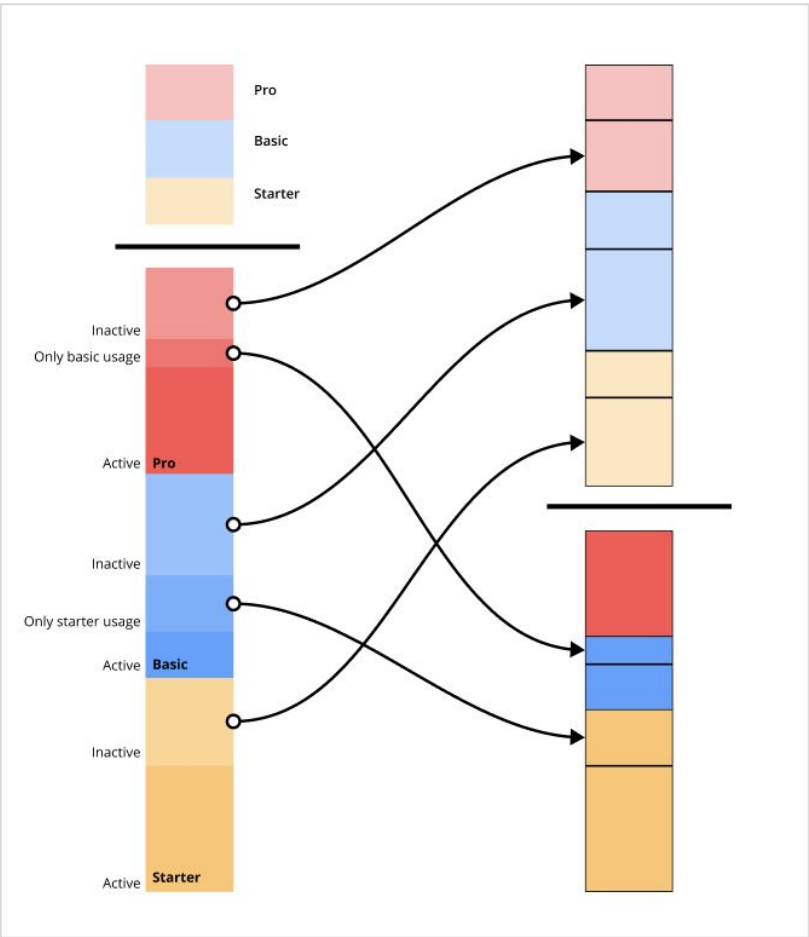 Pro
Basic
Starter
Inactive
Only basic usage
Active Pro
Inactive
Only starter usage
Active Basic
Inactive
Active Starter